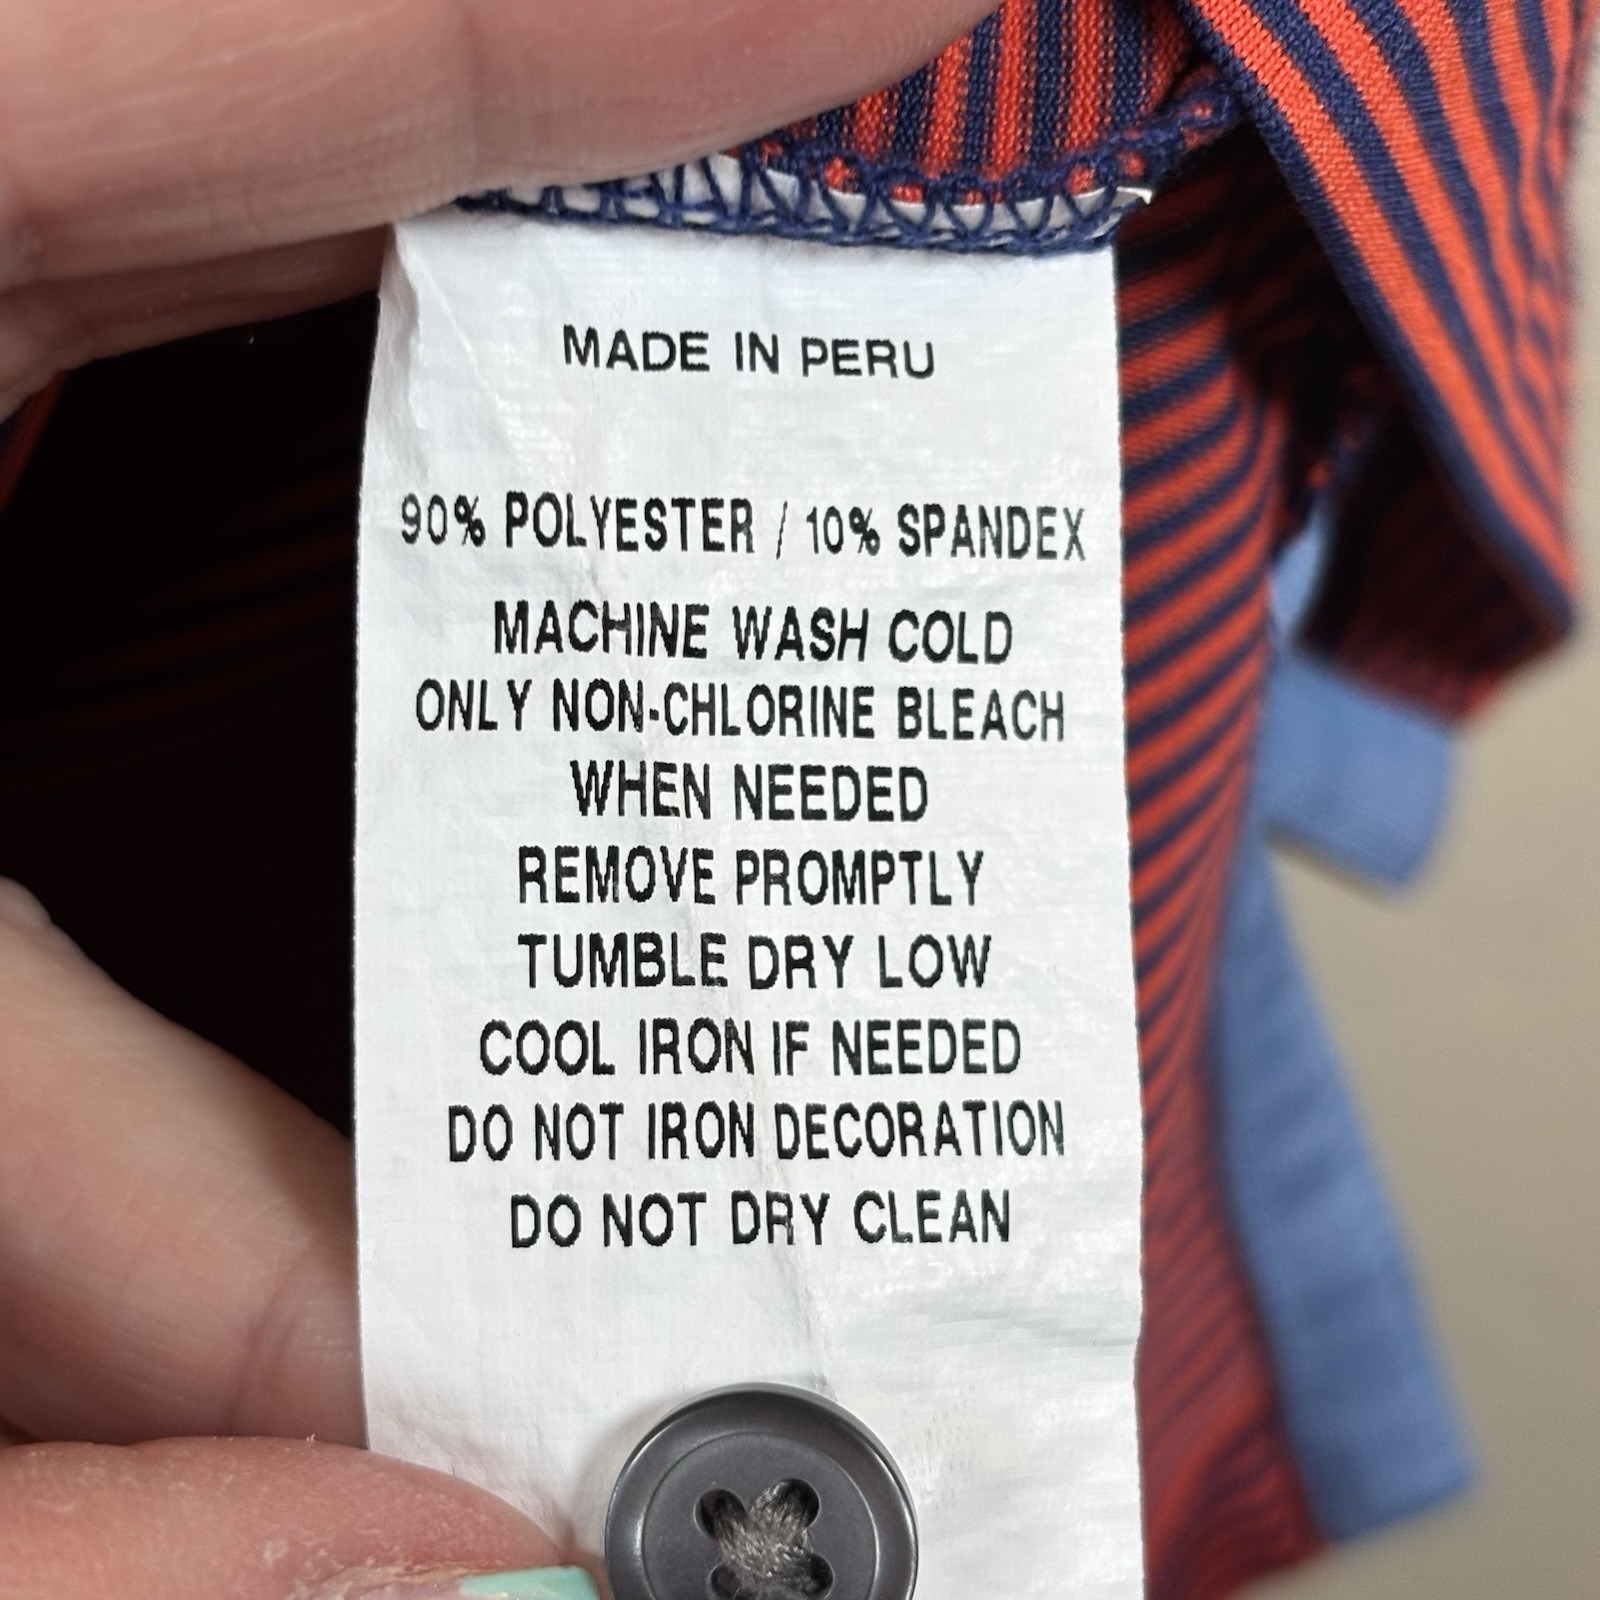 MADE IN PERU
90% POLYESTER / 10% SPANDEX
MACHINE WASH COLD
ONLY NON-CHLORINE BLEACH
WHEN NEEDED
REMOVE PROMPTLY
TUMBLE DRY LOW
COOL IRON IF NEEDED
DO NOT IRON DECORATION
DO NOT DRY CLEAN